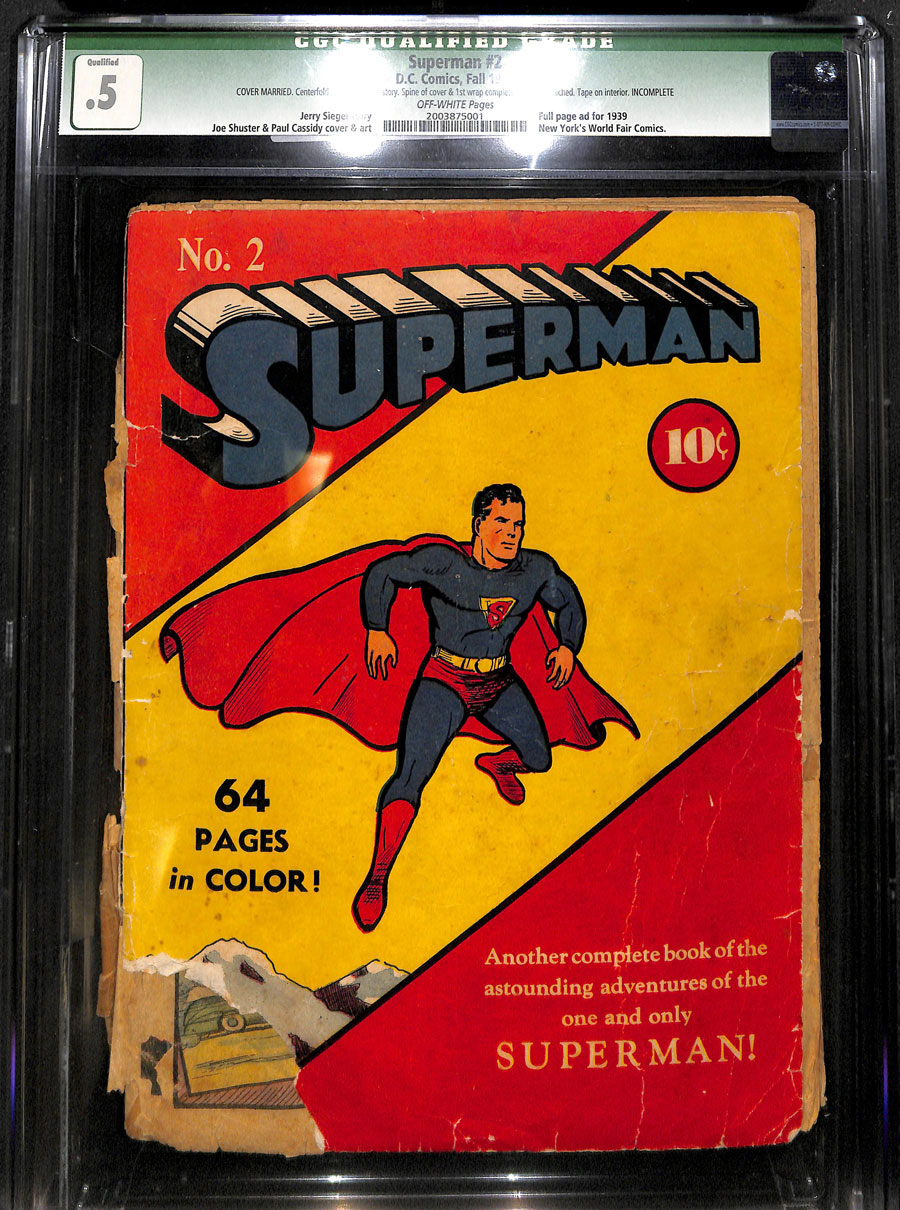 CGC QUALIFIED GRADE
Qualified
.5
Superman #2
D.C. Comics, Fall
COVER MARRIED. story. Spine of cover & 1st wrap Tape on interior. INCOMPLETE
OFF-WHITE Pages
Jerry Siegel
Joe Shuster & Paul Cassidy cover & art
2003875001
Full page ad for 1939
New York's World Fair Comics.
No. 2
SUPERMAN
10¢
S
64
PAGES
in COLOR!
Another complete book of the
astounding adventures of the
one and only
SUPERMAN!